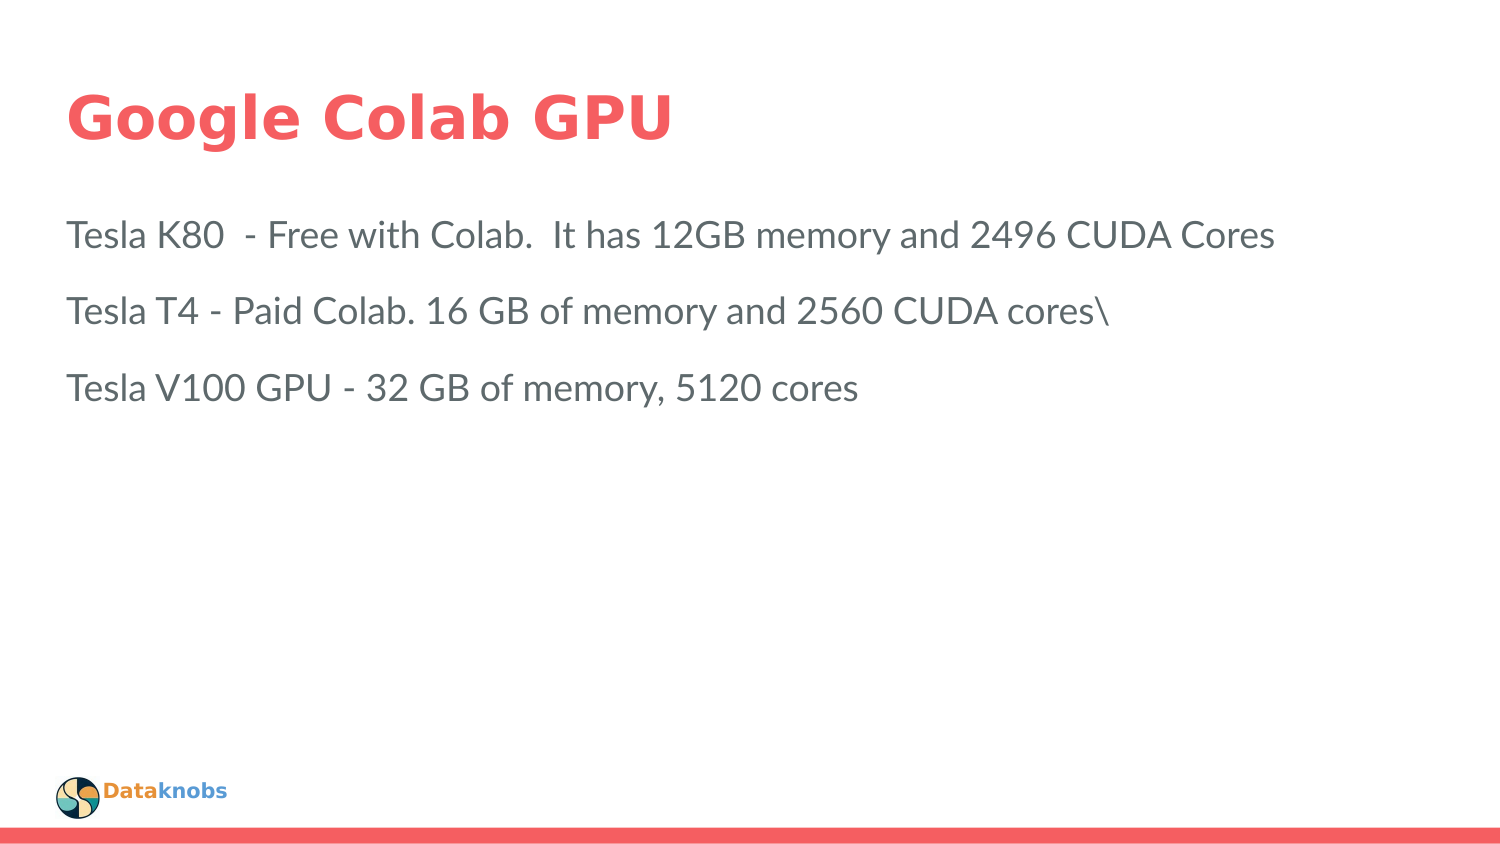 Google Colab GPU
Tesla K80  - Free with Colab.  It has 12GB memory and 2496 CUDA Cores
Tesla T4 - Paid Colab. 16 GB of memory and 2560 CUDA cores\
Tesla V100 GPU - 32 GB of memory, 5120 cores
Dataknobs